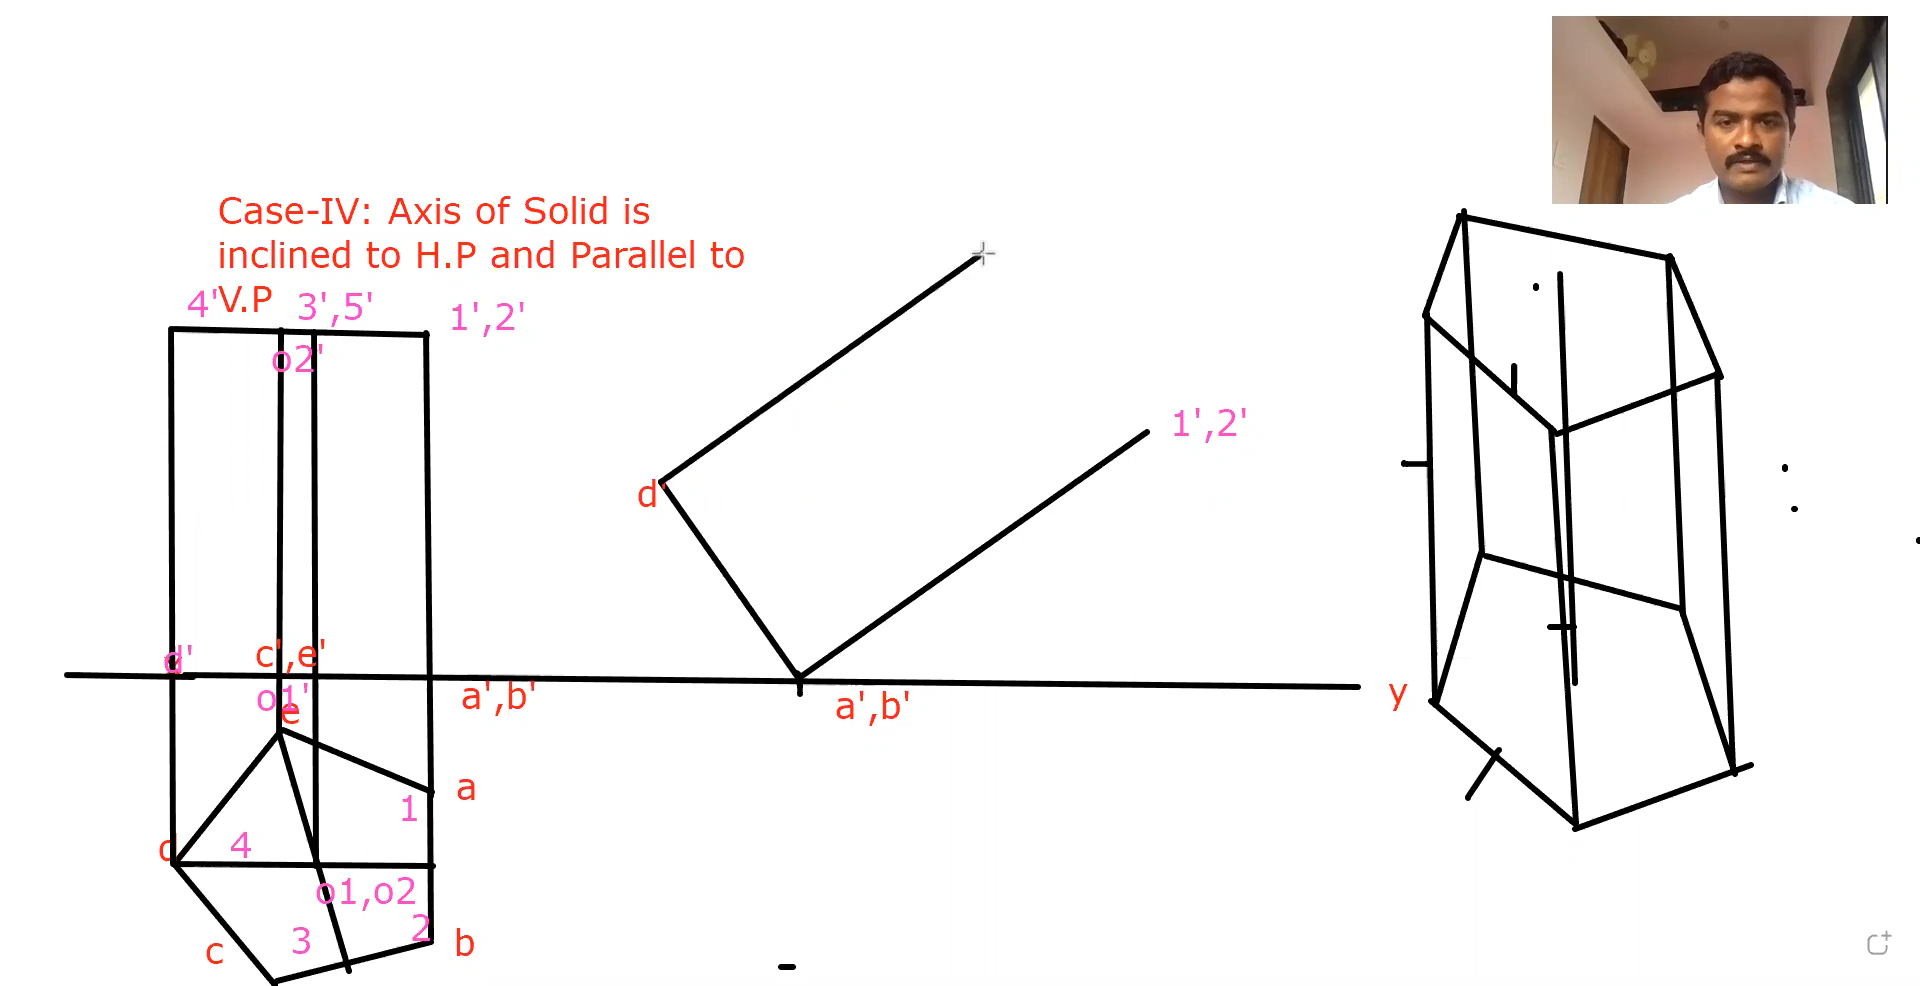 Case-IV: Axis of Solid is
inclined to H.P and Parallel to
V.P
4'
3',5'
1',2'
o2'
1',2'
d'
d'
c',e'
o1'
e
a',b'
a',b'
y
a
1
4
d
o1,o2
2
3
b
c